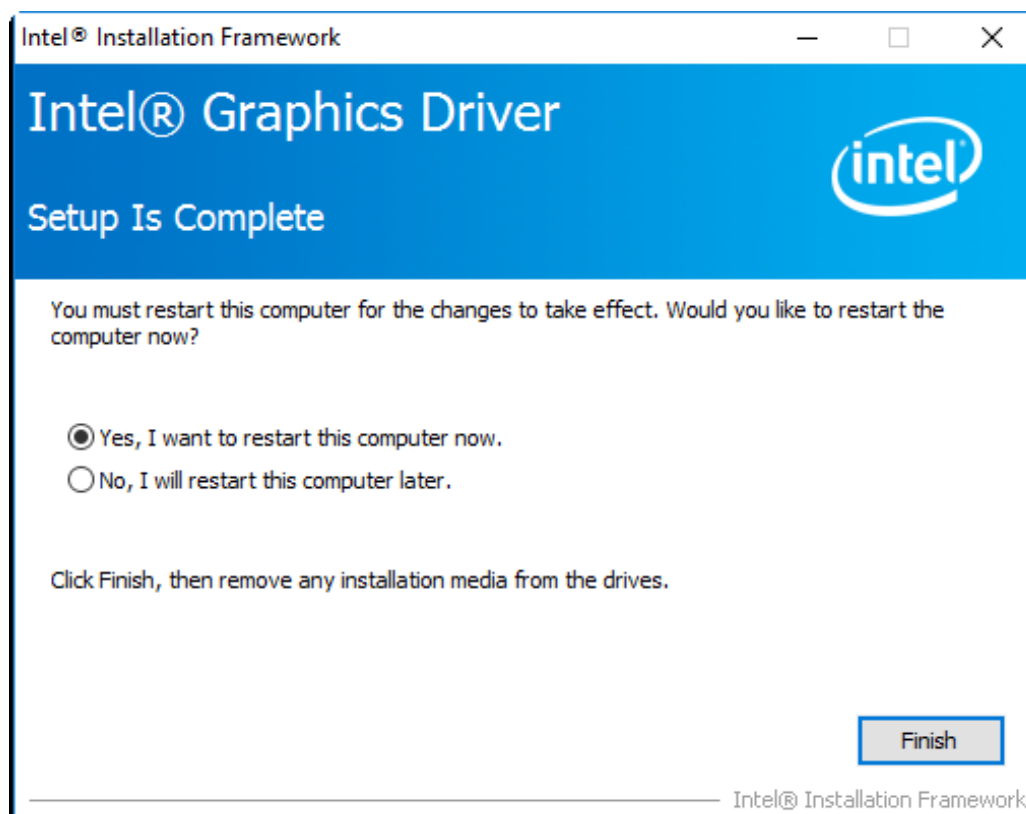 Intel® Installation Framework
Intel® Graphics Driver
intel
Setup Is Complete
You must restart this computer for the changes to take effect. Would you like to restart the
computer now?
Yes, I want to restart this computer now.
No, I will restart this computer later.
Click Finish, then remove any installation media from the drives.
Finish
Intel® Installation Framework